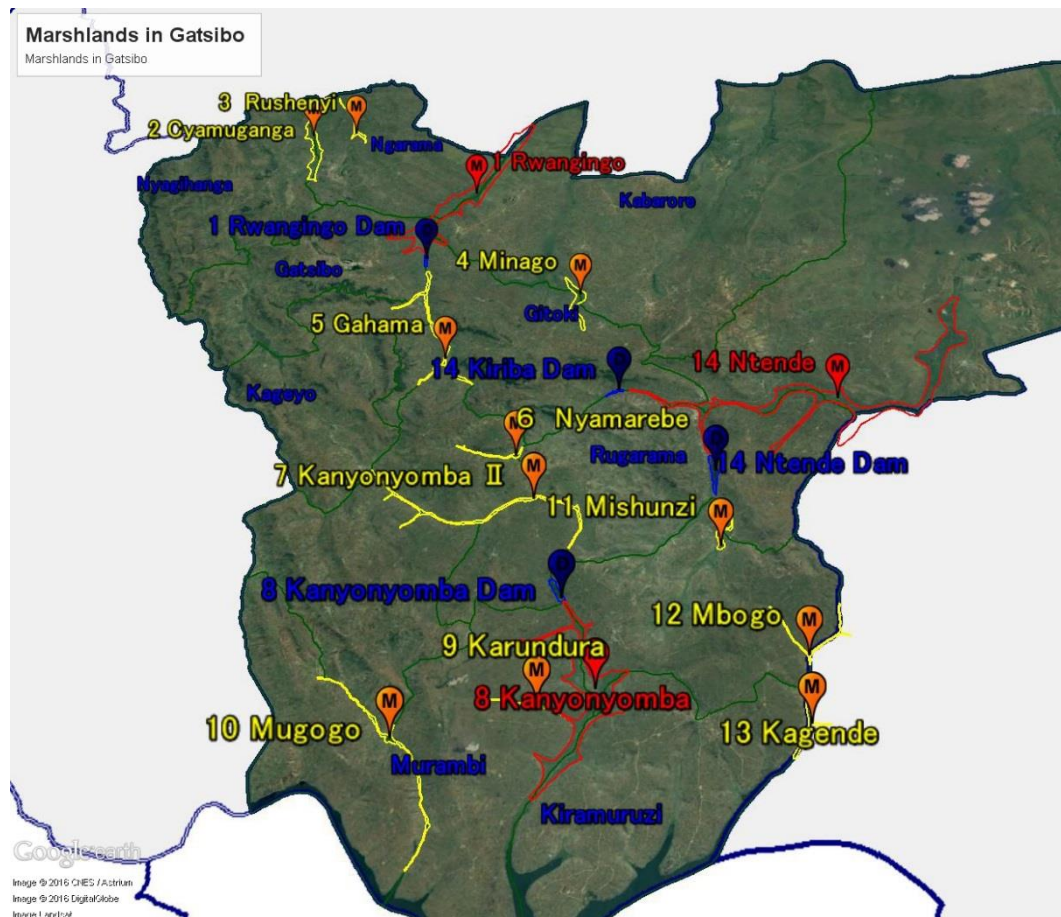 Marshlands in Gatsibo
Marshlands in Gatsibo
3 Rushenyi
M
M
2 Cyamuganga
Ngarama
M
1 Rwangingo
Nyagihanga
Kabarore
1 Rwangingo Dam
D
4 Minago
M
Gatsibo
5 Gahama
M
Gitoki
14 Kiriba Dam
D
14 Ntende
M
Kageyo
M
6 Nyamarebe
D
Rugarama
14 Ntende Dam
7 Kanyonyomba Ⅱ
M
11 Mishunzi
M
8 Kanyonyomba Dam
D
12 Mbogo
M
9 Karundura
M
8 Kanyonyomba
M
10 Mugogo
M
13 Kagende
Murambi
Kiramuruzi
Google earth
Image © 2016 CNES / Astrium
Image © 2016 DigitalGlobe
Image Landsat